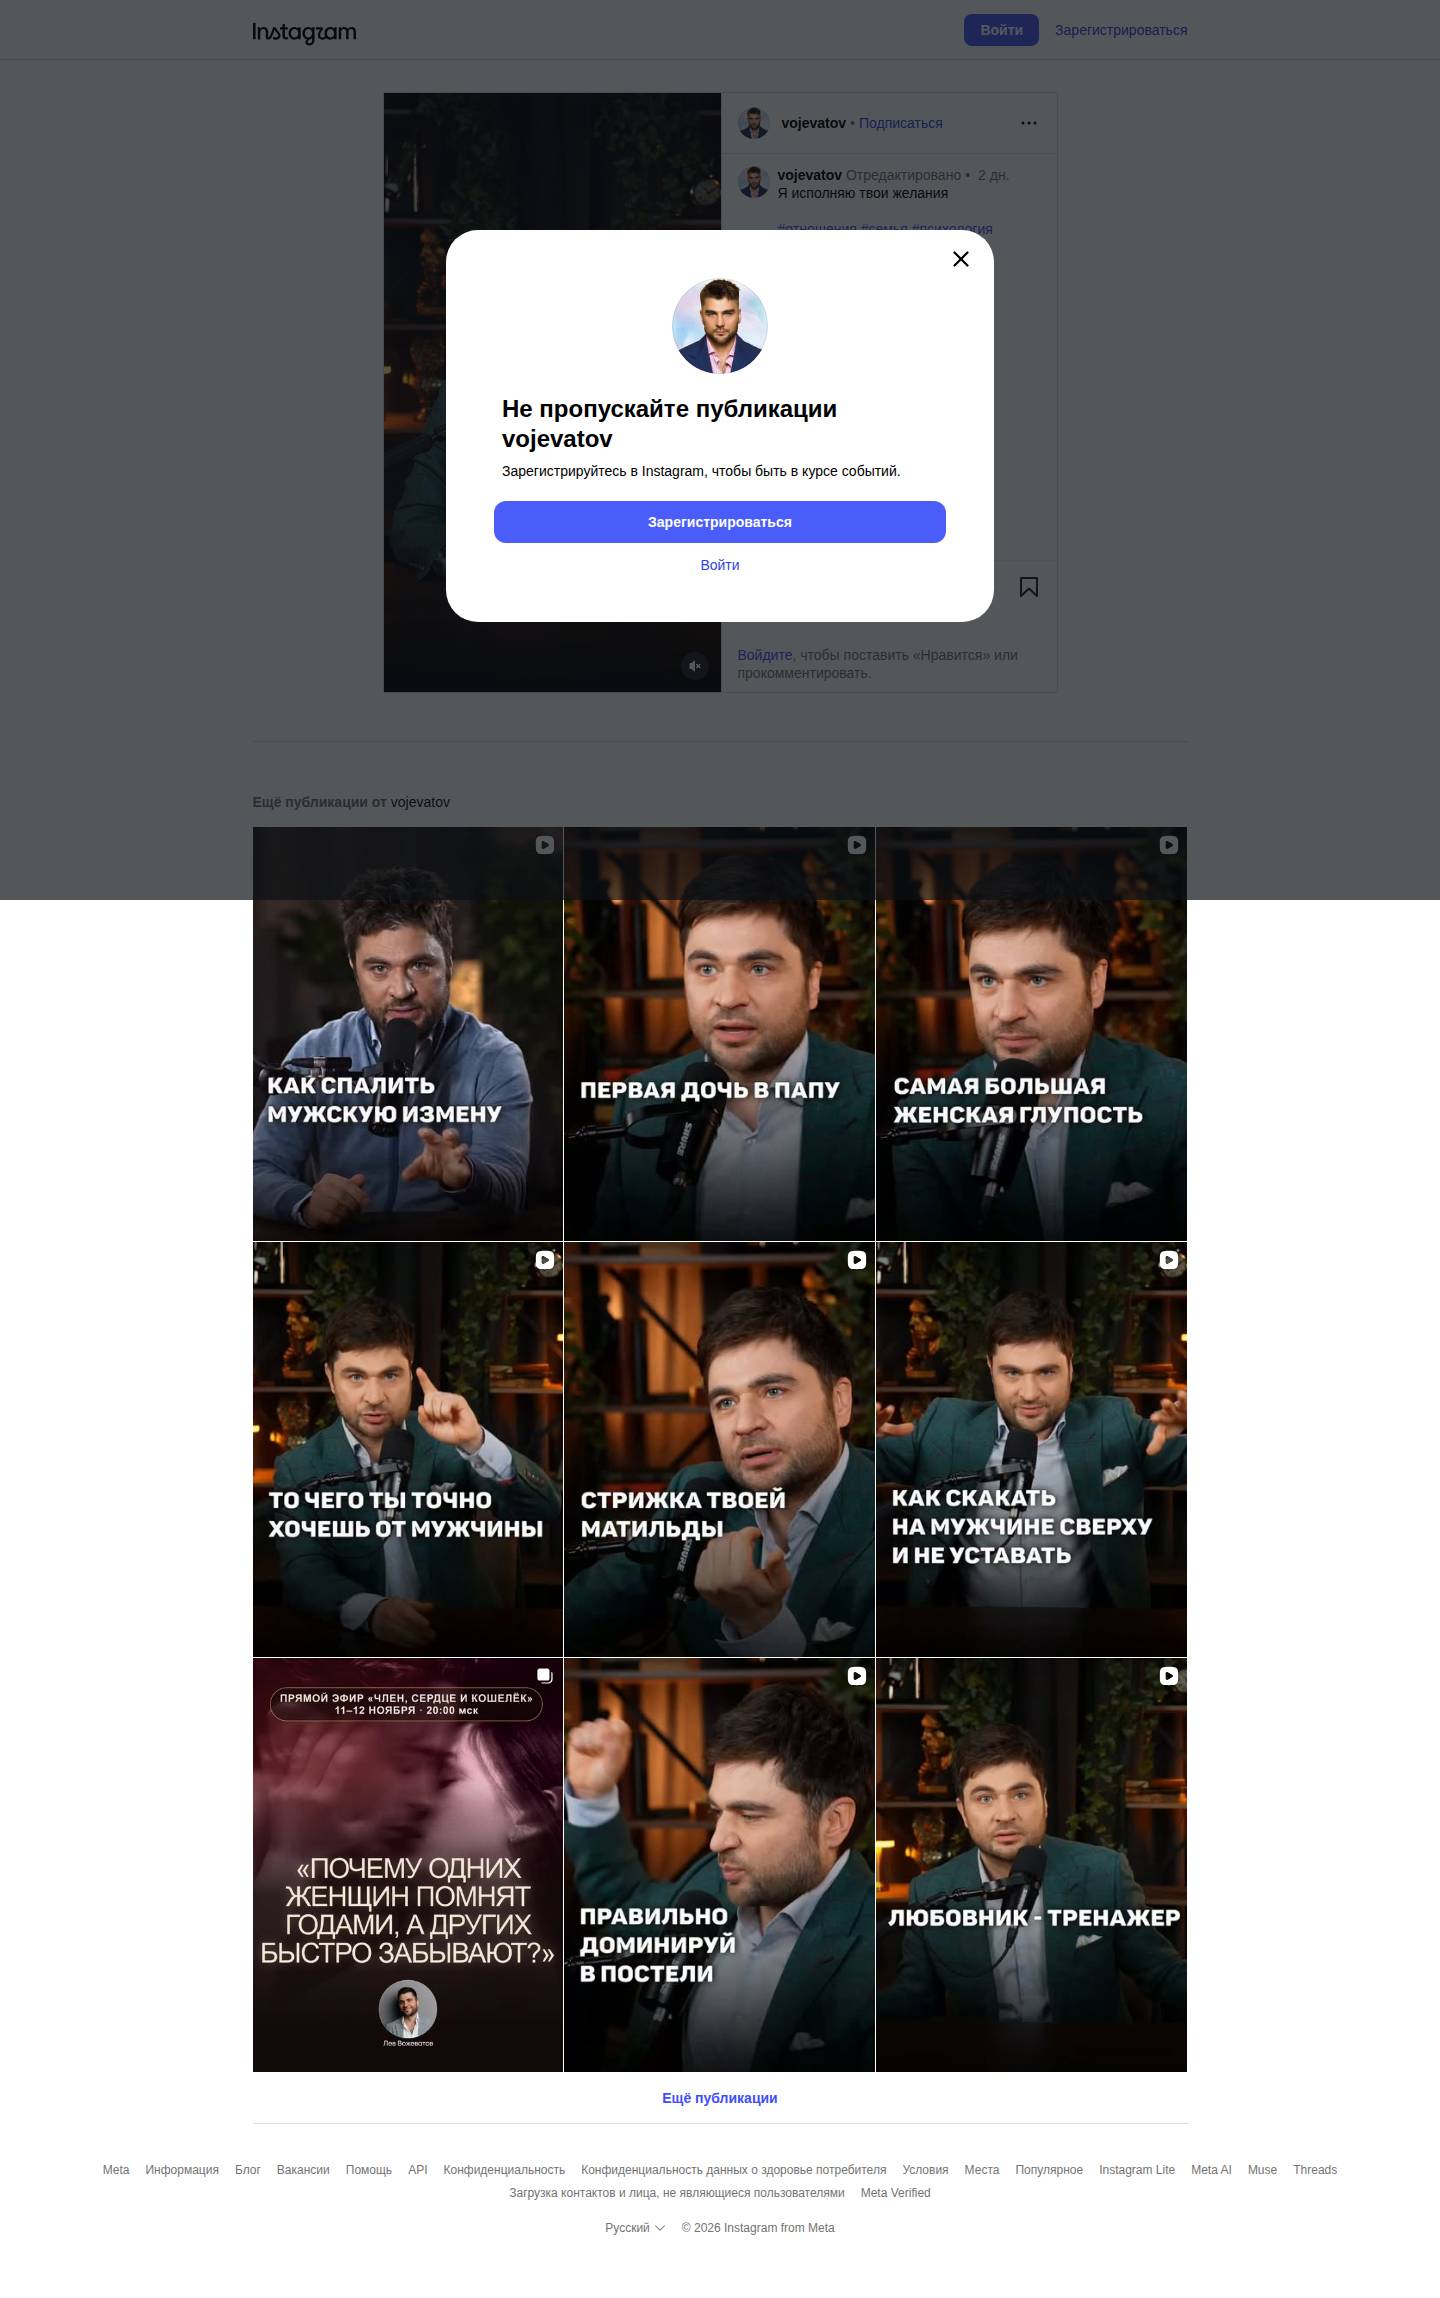 Instagram
Войти
Зарегистрироваться
vojevatov • Подписаться
vojevatov Отредактировано • 2 дн.
Я исполняю твои желания
#отношения #семья #психология
Не пропускайте публикации
vojevatov
Зарегистрируйтесь в Instagram, чтобы быть в курсе событий.
Зарегистрироваться
Войти
Войдите, чтобы поставить «Нравится» или
прокомментировать.
Ещё публикации от vojevatov
КАК СПАЛИТЬ
МУЖСКУЮ ИЗМЕНУ
ПЕРВАЯ ДОЧЬ В ПАПУ
SHURE
САМАЯ БОЛЬШАЯ
ЖЕНСКАЯ ГЛУПОСТЬ
SHURE
ТО ЧЕГО ТЫ ТОЧНО
ХОЧЕШЬ ОТ МУЖЧИНЫ
СТРИЖКА ТВОЕЙ
МАТИЛЬДЫ
SHURE
КАК СКАКАТЬ
НА МУЖЧИНЕ СВЕРХУ
И НЕ УСТАВАТЬ
ПРЯМОЙ ЭФИР «ЧЛЕН, СЕРДЦЕ И КОШЕЛЁК»
11–12 НОЯБРЯ · 20:00 мск
«ПОЧЕМУ ОДНИХ
ЖЕНЩИН ПОМНЯТ
ГОДАМИ, А ДРУГИХ
БЫСТРО ЗАБЫВАЮТ?»
Лев Вожеватов
ПРАВИЛЬНО
ДОМИНИРУЙ
В ПОСТЕЛИ
ЛЮБОВНИК - ТРЕНАЖЕР
Ещё публикации
Meta Информация Блог Вакансии Помощь API Конфиденциальность Конфиденциальность данных о здоровье потребителя Условия Места Популярное Instagram Lite Meta AI Muse Threads
Загрузка контактов и лица, не являющиеся пользователями Meta Verified
Русский © 2026 Instagram from Meta